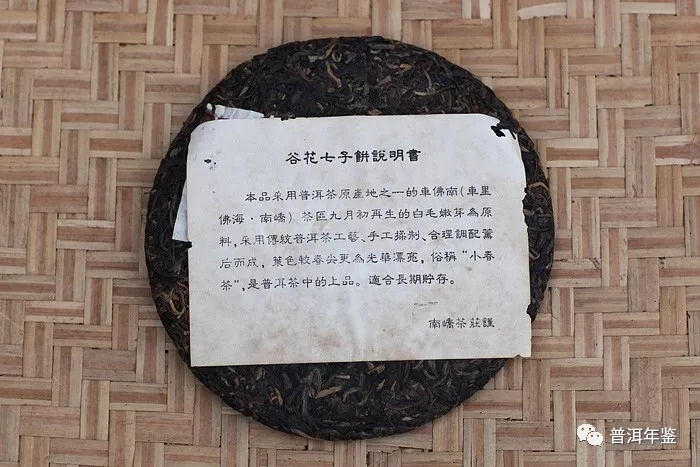 谷花七子餅說明書
本品采用普洱茶原產地之一的車佛南(車里
佛海·南嶠)茶區九月初再生的白毛嫩芽為原
料,采用傳統普洱茶工藝、手工操制、合理調配篜
后而成,葉色較春尖更為光華漂亮,俗稱"小春
茶",是普洱茶中的上品。適合長期貯存。
南嶠茶莊謹
普洱年鉴